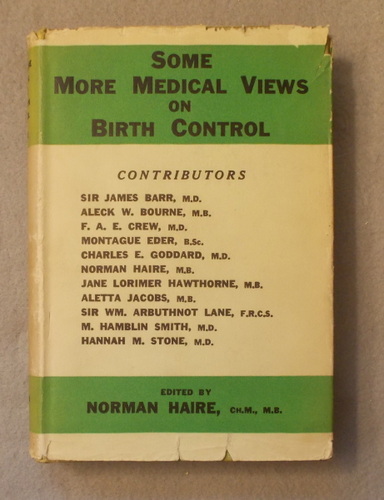 SOME
MORE MEDICAL VIEWS
ON
BIRTH CONTROL
CONTRIBUTORS
SIR JAMES BARR, M.D.
ALECK W. BOURNE, M.B.
F. A. E. CREW, M.D.
MONTAGUE EDER, B.Sc.
CHARLES E. GODDARD, M.D.
NORMAN HAIRE, M.B.
JANE LORIMER HAWTHORNE, M.B.
ALETTA JACOBS, M.B.
SIR WM. ARBUTHNOT LANE, F.R.C.S.
M. HAMBLIN SMITH, M.D.
HANNAH M. STONE, M.D.
EDITED BY
NORMAN HAIRE, CH.M., M.B.